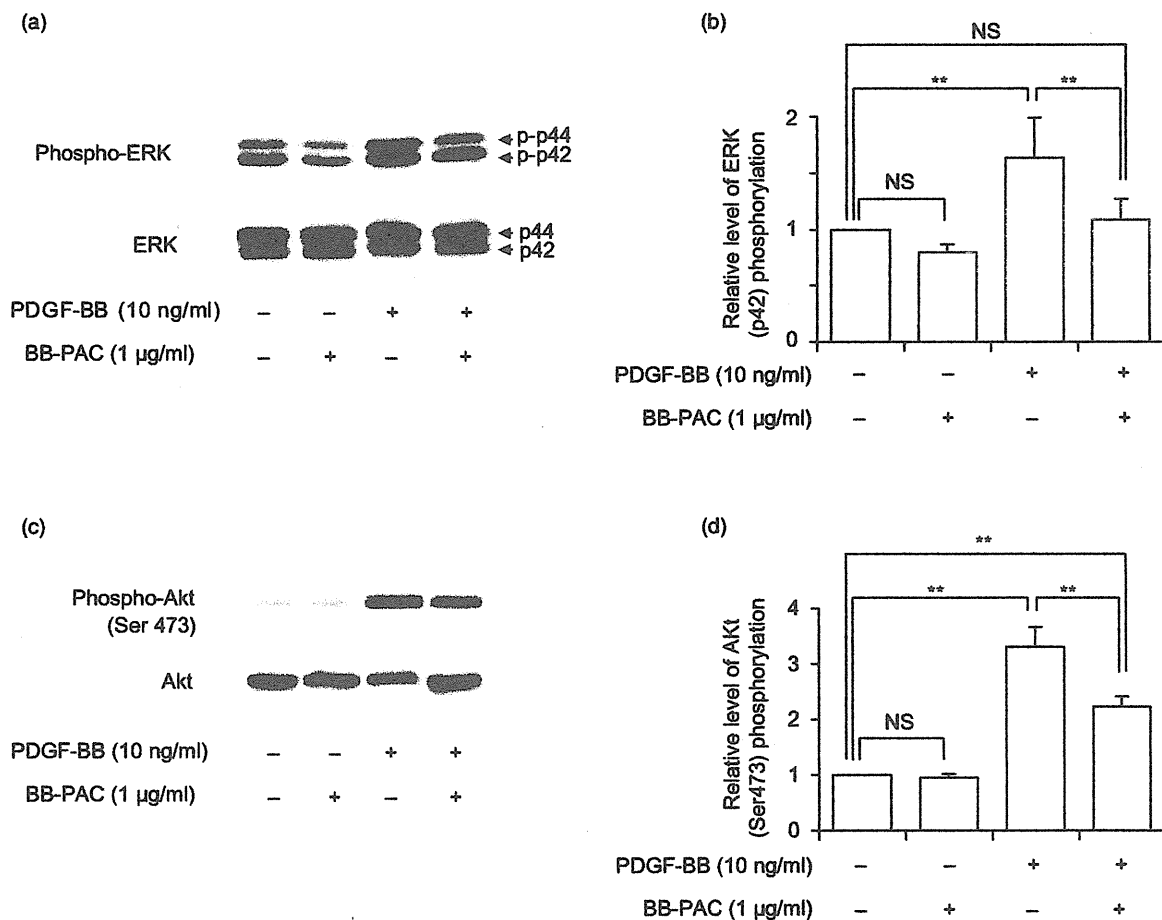 (a)
Phospho-ERK
p-p44
p-p42
ERK
p44
p42
PDGF-BB (10 ng/ml) – – + +
BB-PAC (1 µg/ml) – + – +
(b)
NS
** **
NS
Relative level of ERK
(p42) phosphorylation
2
1
0
PDGF-BB (10 ng/ml) – – + +
BB-PAC (1 µg/ml) – + – +
(c)
Phospho-Akt
(Ser 473)
Akt
PDGF-BB (10 ng/ml) – – + +
BB-PAC (1 µg/ml) – + – +
(d)
**
** **
NS
Relative level of AKt
(Ser473) phosphorylation
4
3
2
1
0
PDGF-BB (10 ng/ml) – – + +
BB-PAC (1 µg/ml) – + – +